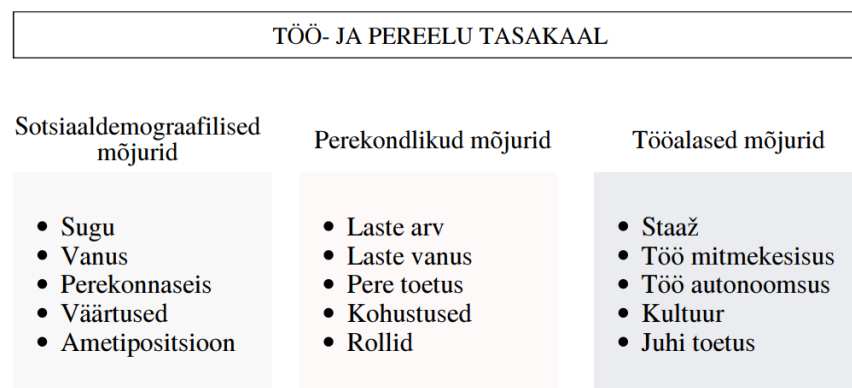 TÖÖ- JA PEREELU TASAKAAL
Sotsiaaldemograafilised
mõjurid
• Sugu
• Vanus
• Perekonnaseis
• Väärtused
• Ametipositsioon
Perekondlikud mõjurid
• Laste arv
• Laste vanus
• Pere toetus
• Kohustused
• Rollid
Tööalased mõjurid
• Staaž
• Töö mitmekesisus
• Töö autonoomsus
• Kultuur
• Juhi toetus